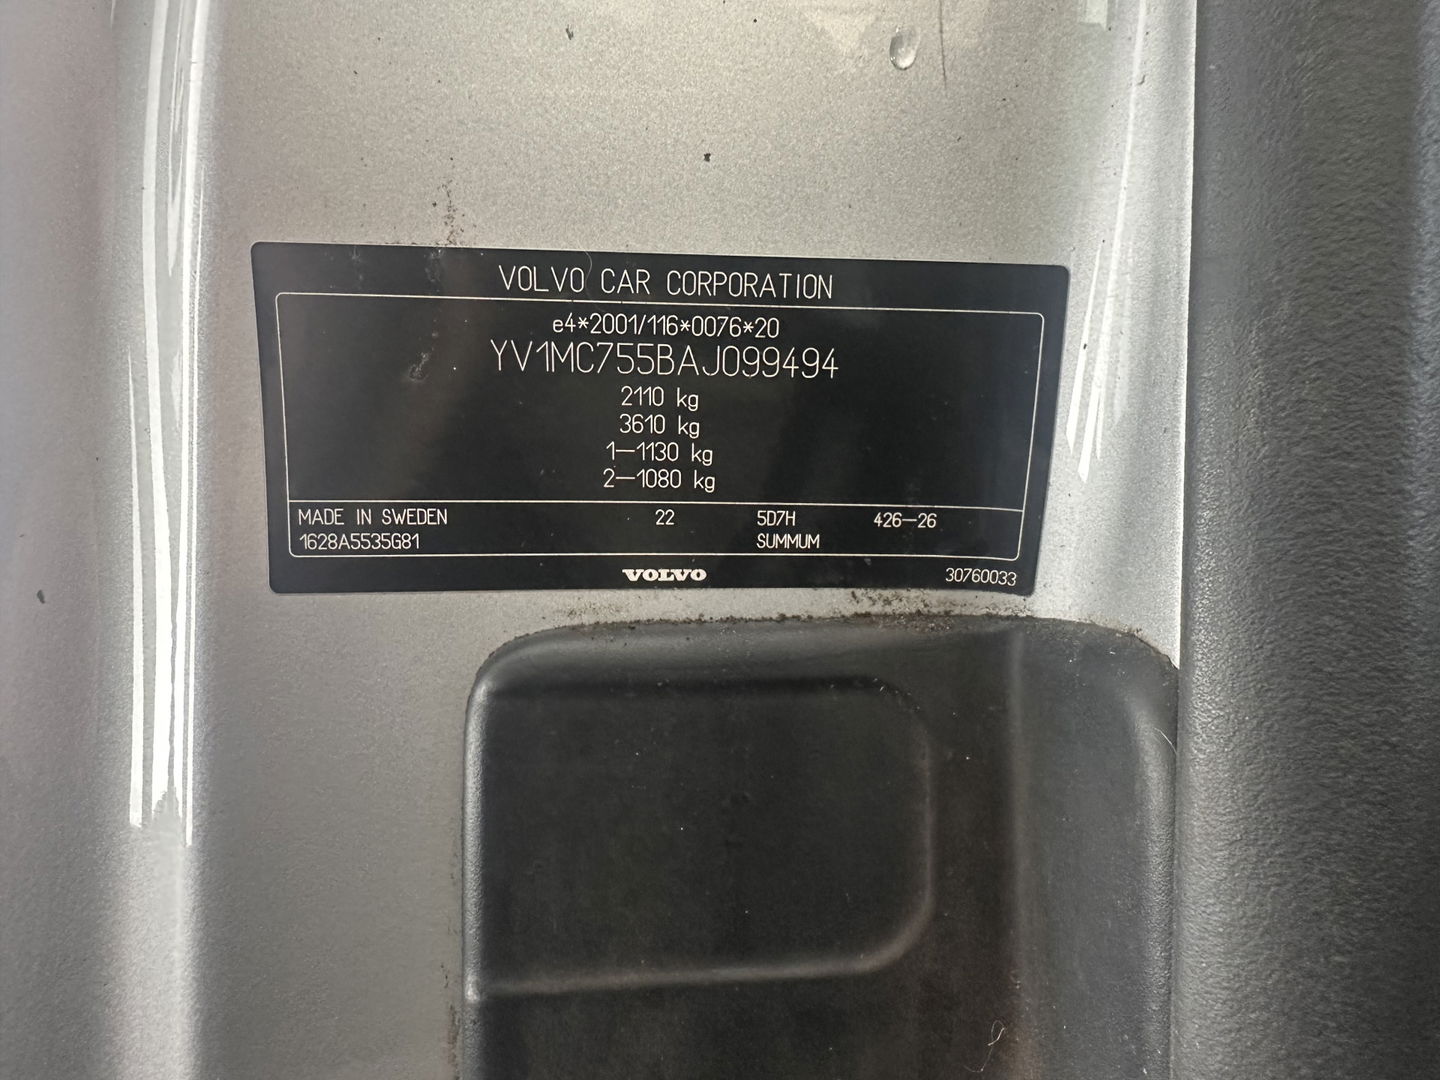 VOLVO CAR CORPORATION
e4*2001/116*0076*20
YV1MC755BAJ099494
2110 kg
3610 kg
1—1130 kg
2—1080 kg
MADE IN SWEDEN 22 5D7H 426—26
1628A5535G81 SUMMUM
VOLVO 30760033